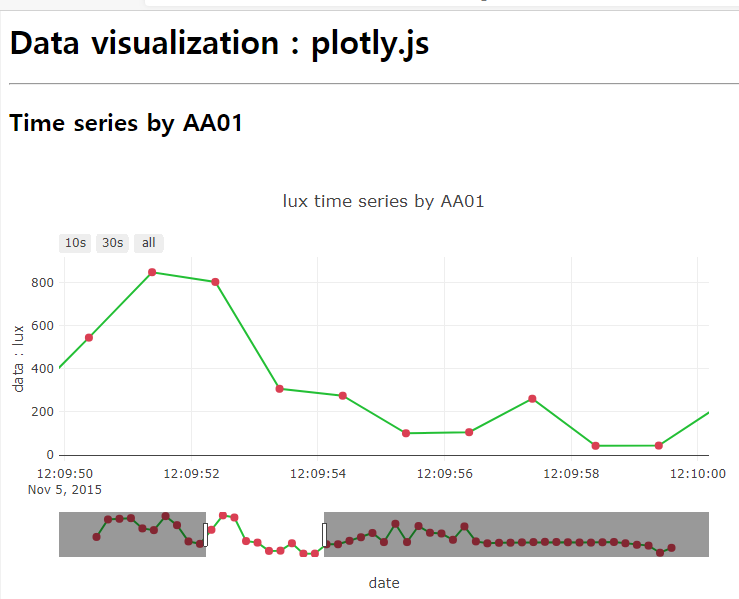 Data visualization : plotly.js
Time series by AA01
lux time series by AA01
10s 30s all
data : lux
800
600
400
200
0
12:09:50 12:09:52 12:09:54 12:09:56 12:09:58 12:10:00
Nov 5, 2015
date